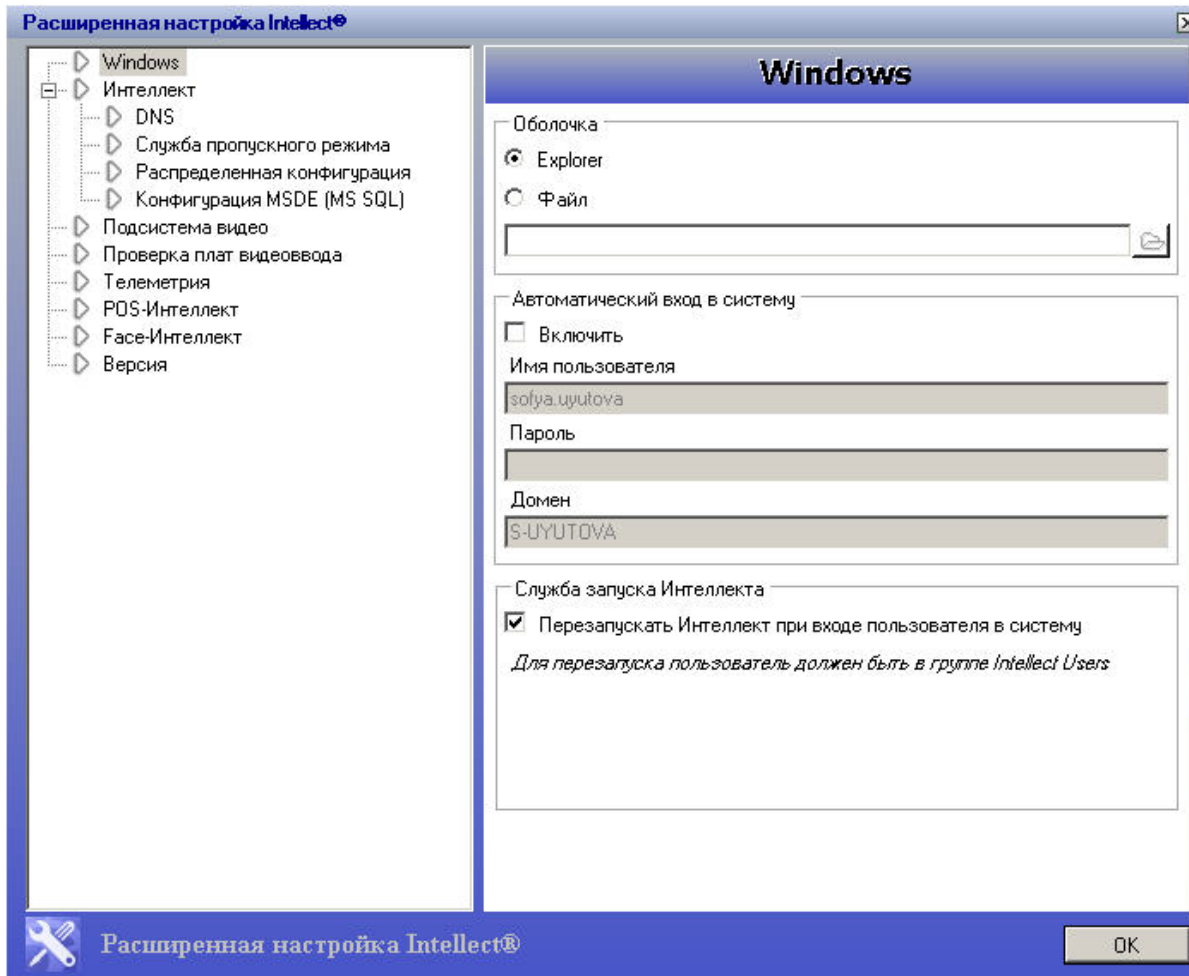 Расширенная настройка Intellect®
Windows
Интеллект
DNS
Служба пропускного режима
Распределенная конфигурация
Конфигурация MSDE (MS SQL)
Подсистема видео
Проверка плат видеоввода
Телеметрия
POS-Интеллект
Face-Интеллект
Версия
Windows
Оболочка
Explorer
Файл
Автоматический вход в систему
Включить
Имя пользователя
sofya.uyutova
Пароль
Домен
S-UYUTOVA
Служба запуска Интеллекта
Перезапускать Интеллект при входе пользователя в систему
Для перезапуска пользователь должен быть в группе Intellect Users
Расширенная настройка Intellect®
OK